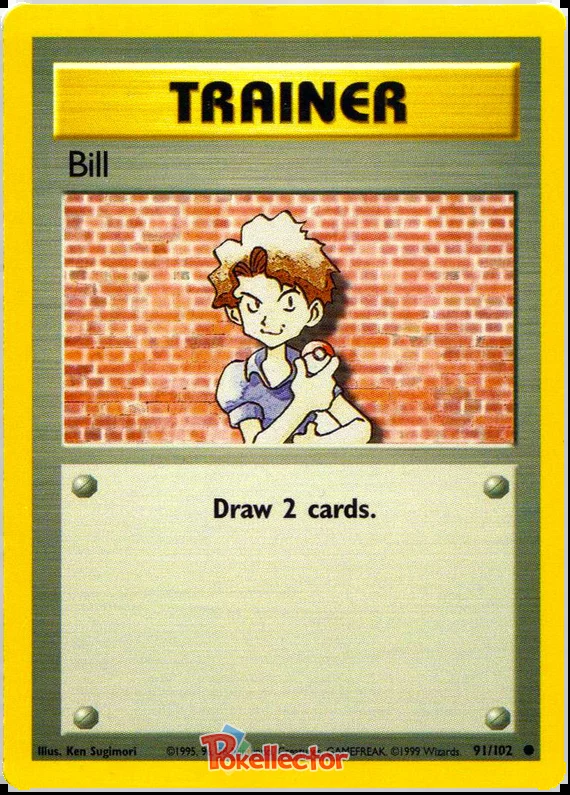 TRAINER
Bill
Draw 2 cards.
Illus. Ken Sugimori ©1995, GAMEFREAK. ©1999 Wizards. 91/102
Pokellector